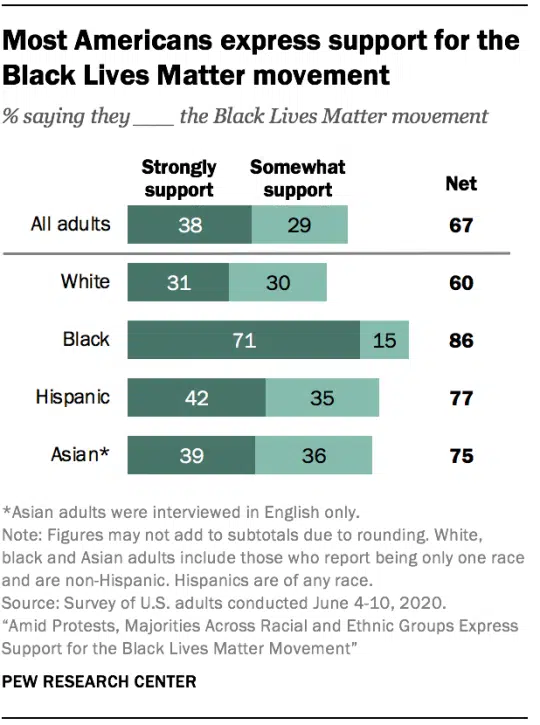 Most Americans express support for the
Black Lives Matter movement
% saying they ____ the Black Lives Matter movement
Strongly support Somewhat support Net
All adults 38 29 67
White 31 30 60
Black 71 15 86
Hispanic 42 35 77
Asian* 39 36 75
*Asian adults were interviewed in English only.
Note: Figures may not add to subtotals due to rounding. White,
black and Asian adults include those who report being only one race
and are non-Hispanic. Hispanics are of any race.
Source: Survey of U.S. adults conducted June 4-10, 2020.
“Amid Protests, Majorities Across Racial and Ethnic Groups Express
Support for the Black Lives Matter Movement”
PEW RESEARCH CENTER